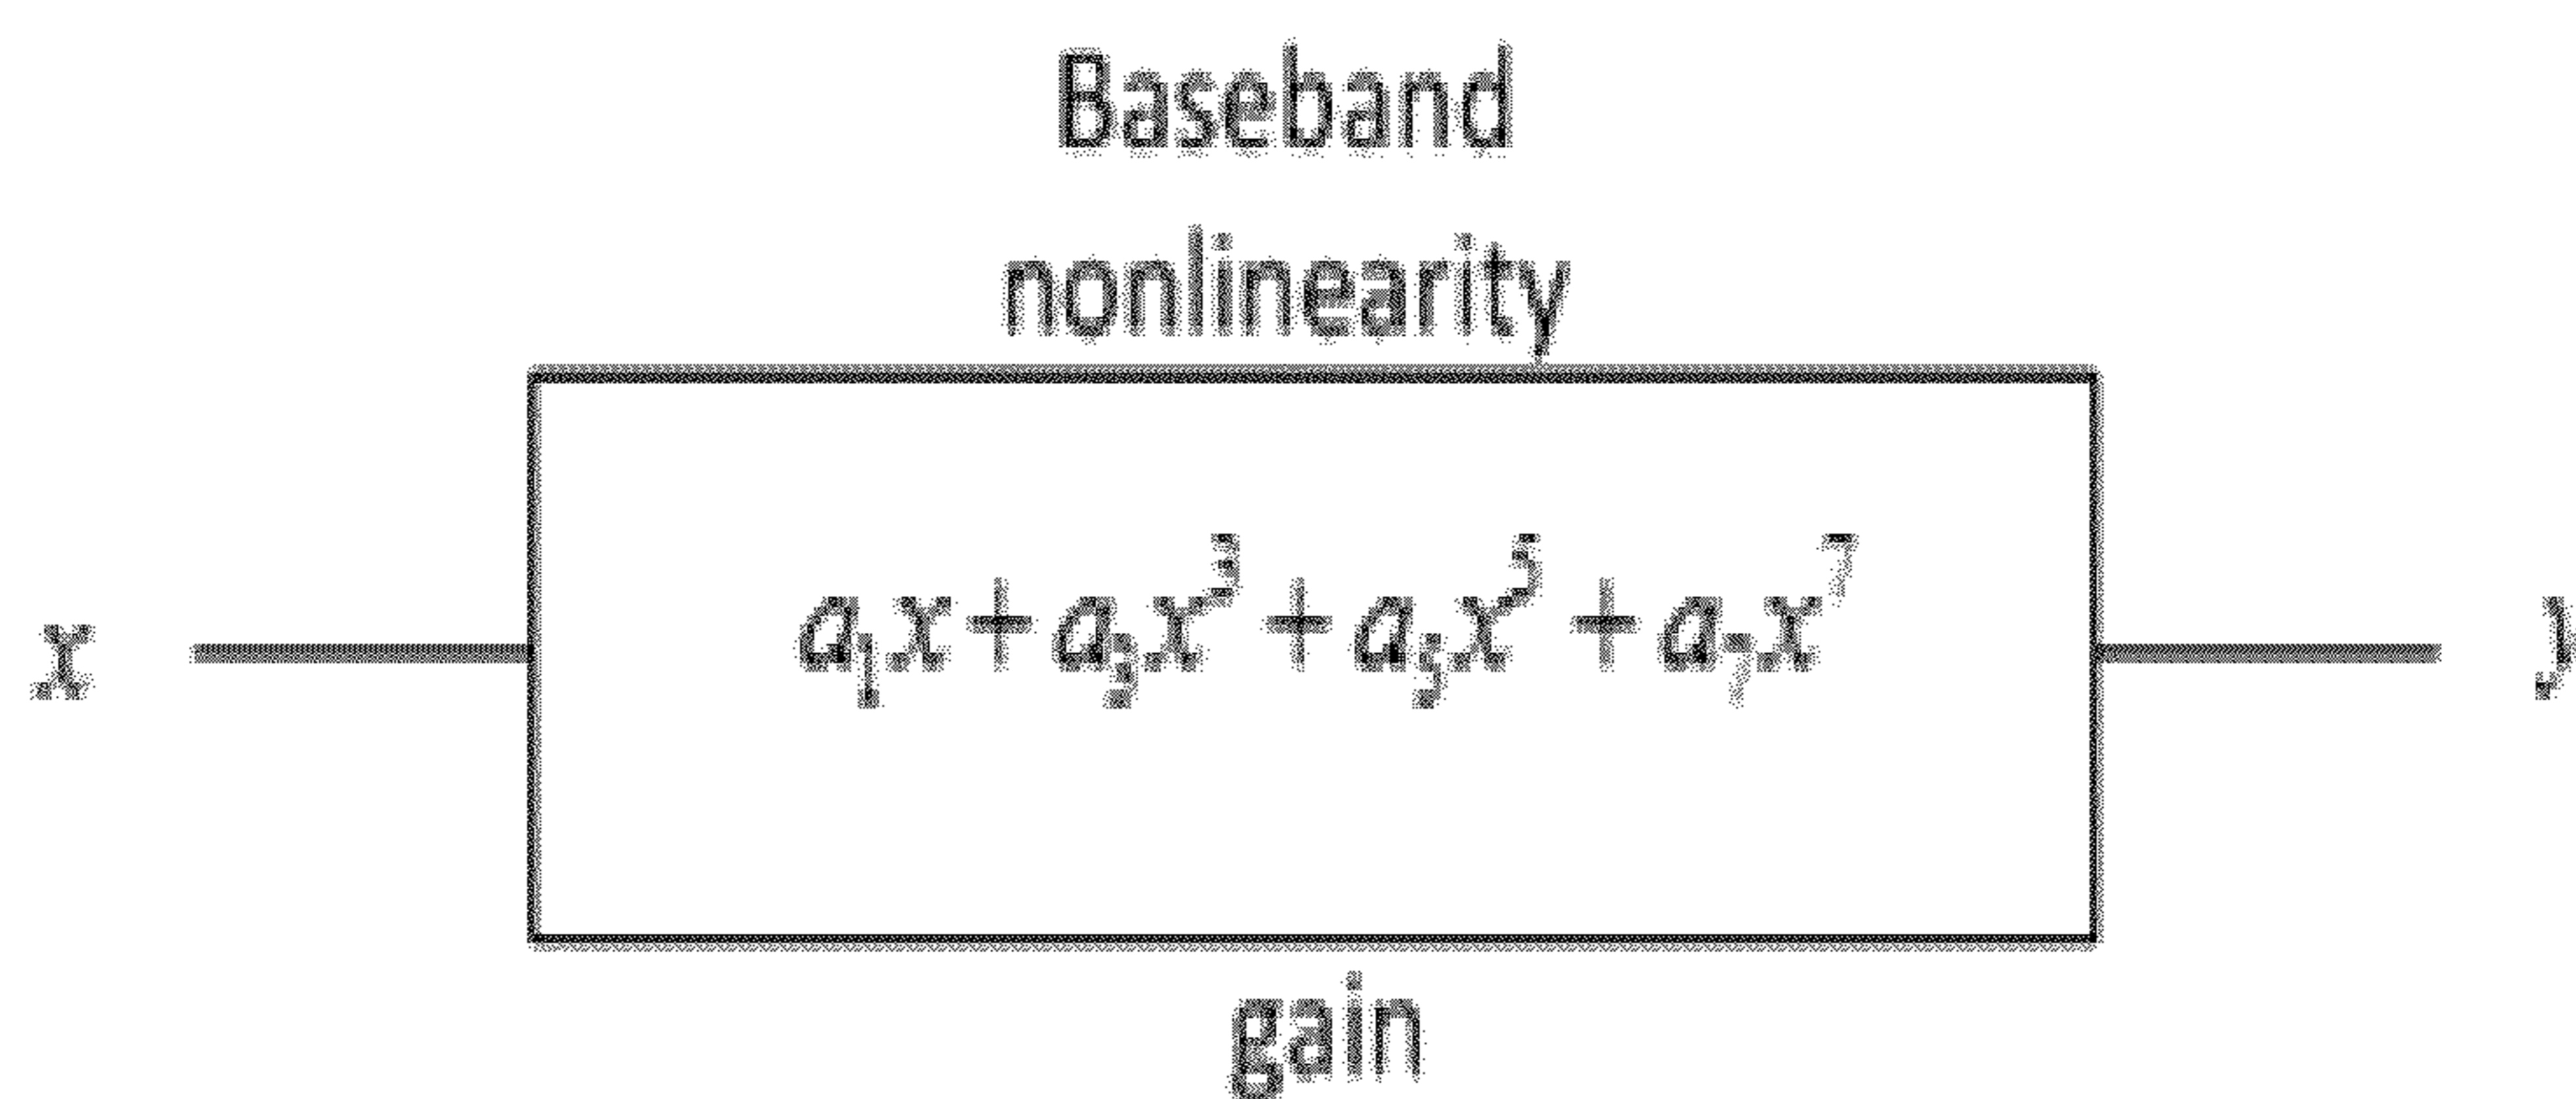 Baseband
nonlinearity
x
a₁x+a₃x³+a₅x⁵+a₇x⁷
y
gain